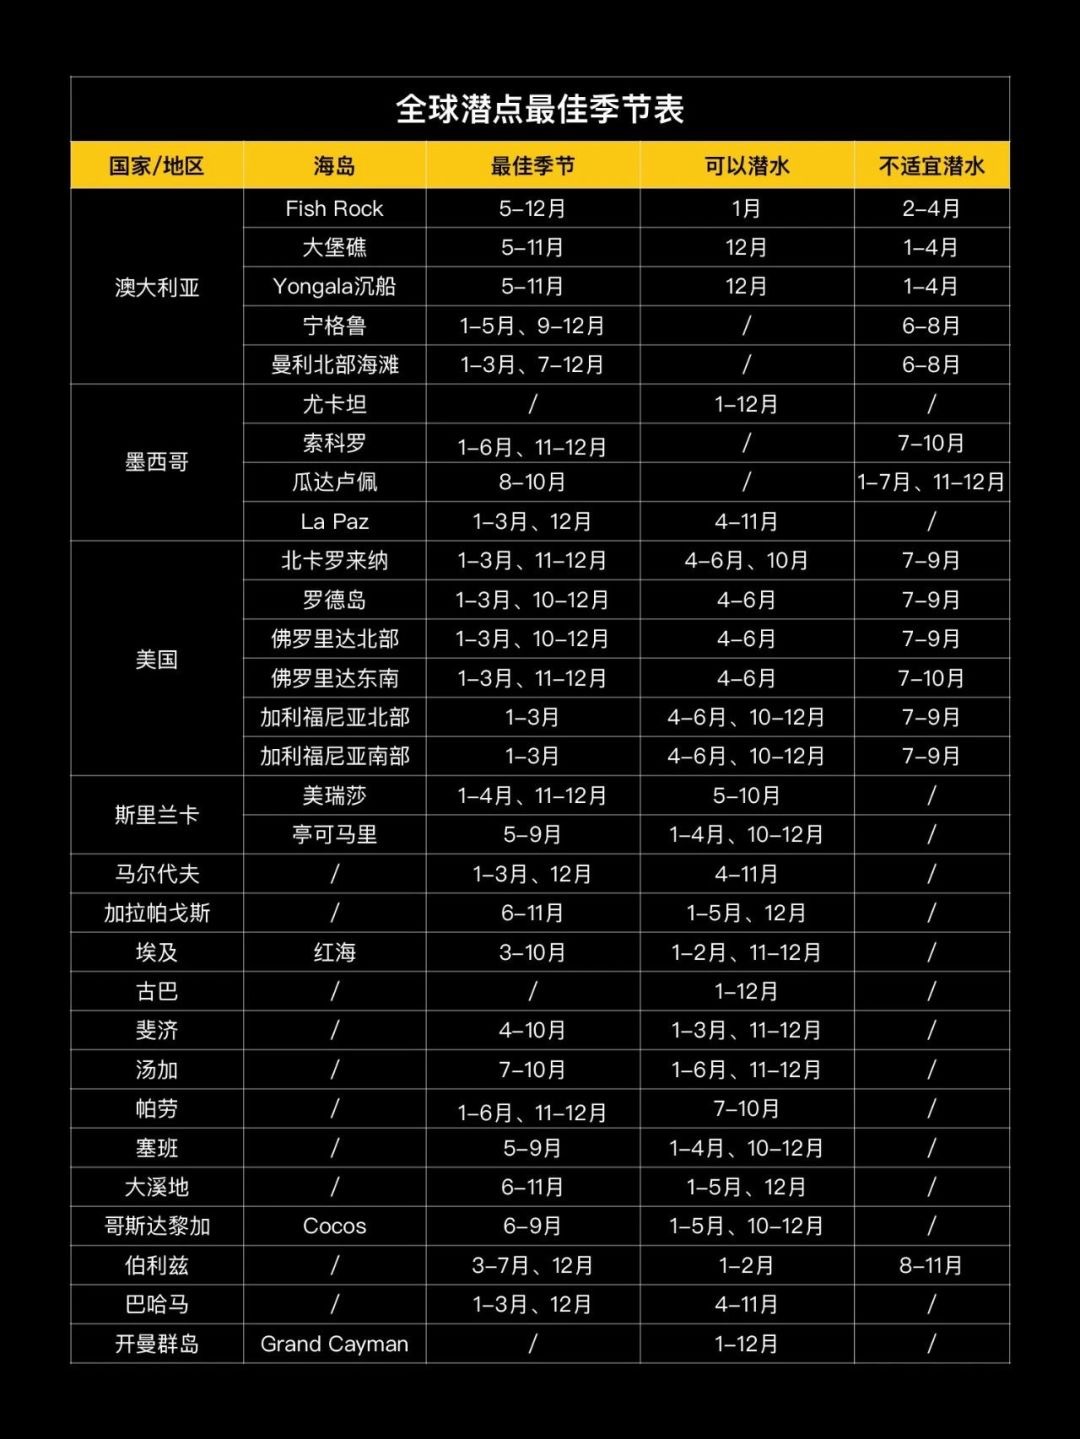 全球潜点最佳季节表
国家/地区 海岛 最佳季节 可以潜水 不适宜潜水
澳大利亚 Fish Rock 5–12月 1月 2–4月
大堡礁 5–11月 12月 1–4月
Yongala沉船 5–11月 12月 1–4月
宁格鲁 1–5月、9–12月 / 6–8月
曼利北部海滩 1–3月、7–12月 / 6–8月
墨西哥 尤卡坦 / 1–12月 /
索科罗 1–6月、11–12月 / 7–10月
瓜达卢佩 8–10月 / 1–7月、11–12月
La Paz 1–3月、12月 4–11月 /
美国 北卡罗来纳 1–3月、11–12月 4–6月、10月 7–9月
罗德岛 1–3月、10–12月 4–6月 7–9月
佛罗里达北部 1–3月、10–12月 4–6月 7–9月
佛罗里达东南 1–3月、11–12月 4–6月 7–10月
加利福尼亚北部 1–3月 4–6月、10–12月 7–9月
加利福尼亚南部 1–3月 4–6月、10–12月 7–9月
斯里兰卡 美瑞莎 1–4月、11–12月 5–10月 /
亭可马里 5–9月 1–4月、10–12月 /
马尔代夫 / 1–3月、12月 4–11月 /
加拉帕戈斯 / 6–11月 1–5月、12月 /
埃及 红海 3–10月 1–2月、11–12月 /
古巴 / / 1–12月 /
斐济 / 4–10月 1–3月、11–12月 /
汤加 / 7–10月 1–6月、11–12月 /
帕劳 / 1–6月、11–12月 7–10月 /
塞班 / 5–9月 1–4月、10–12月 /
大溪地 / 6–11月 1–5月、12月 /
哥斯达黎加 Cocos 6–9月 1–5月、10–12月 /
伯利兹 / 3–7月、12月 1–2月 8–11月
巴哈马 / 1–3月、12月 4–11月 /
开曼群岛 Grand Cayman / 1–12月 /